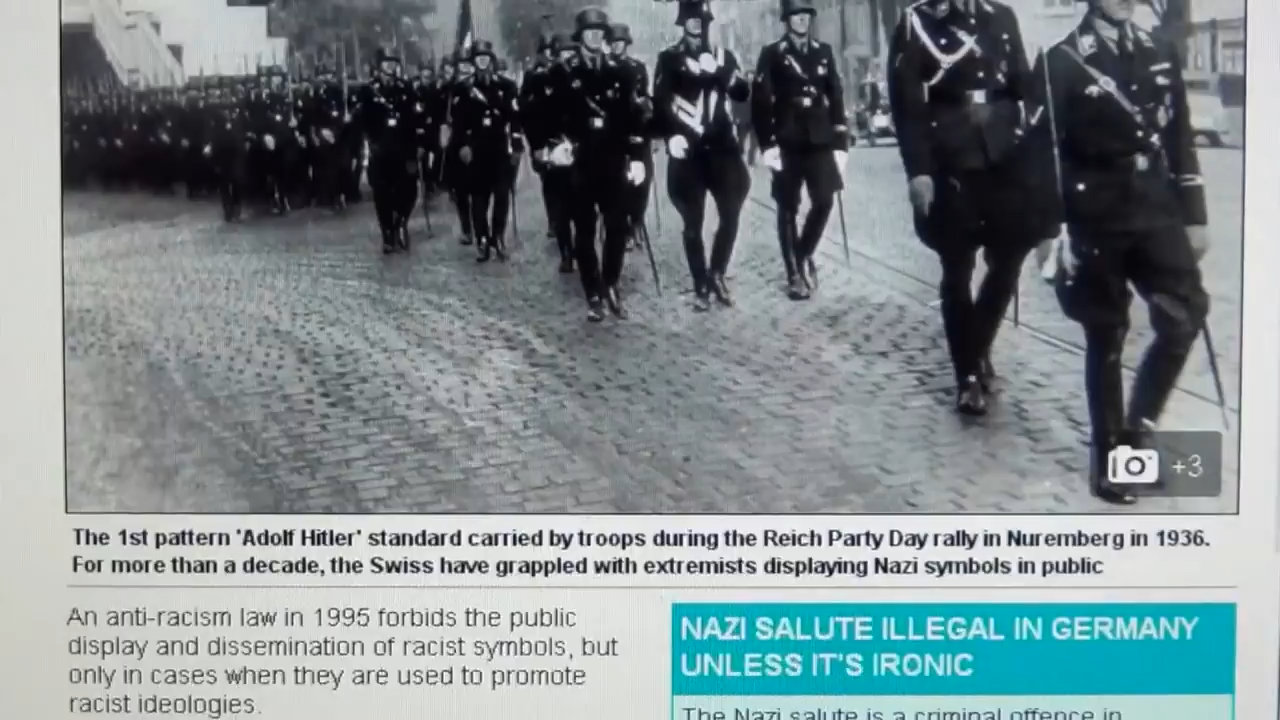 +3
The 1st pattern 'Adolf Hitler' standard carried by troops during the Reich Party Day rally in Nuremberg in 1936.
For more than a decade, the Swiss have grappled with extremists displaying Nazi symbols in public
An anti-racism law in 1995 forbids the public
display and dissemination of racist symbols, but
only in cases when they are used to promote
racist ideologies.
NAZI SALUTE ILLEGAL IN GERMANY
UNLESS IT'S IRONIC
The Nazi salute is a criminal offence in